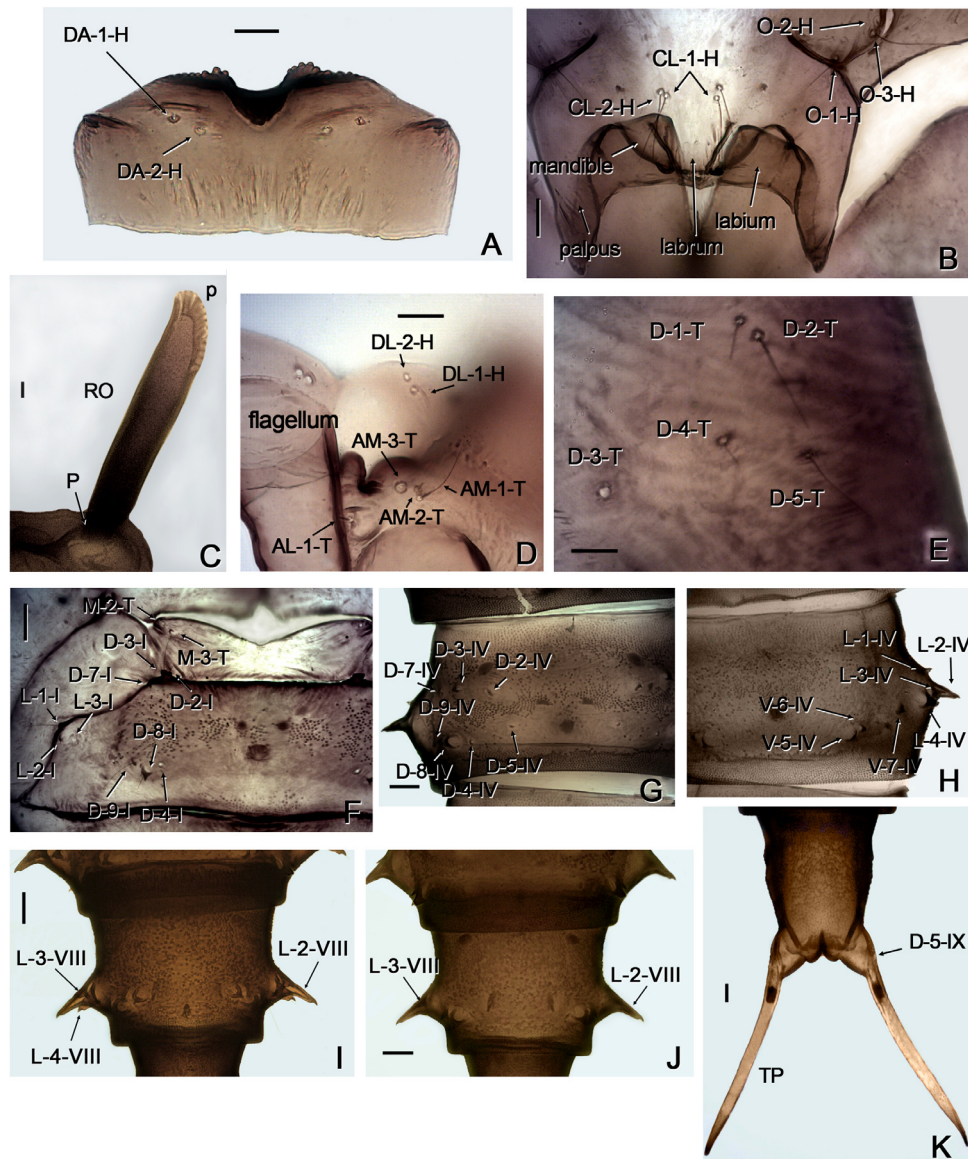 DA-1-H
DA-2-H
A
O-2-H
CL-1-H
CL-2-H
O-3-H
O-1-H
mandible
labium
palpus
labrum
B
p
RO
P
C
DL-2-H
DL-1-H
flagellum
AM-3-T
AM-1-T
AM-2-T
AL-1-T
D
D-1-T
D-2-T
D-4-T
D-3-T
D-5-T
E
M-2-T
D-3-I
M-3-T
D-7-I
D-2-I
L-1-I
L-3-I
D-8-I
L-2-I
D-9-I
D-4-I
F
D-3-IV
D-7-IV
D-2-IV
D-9-IV
D-8-IV
D-5-IV
D-4-IV
G
L-1-IV
L-2-IV
L-3-IV
V-6-IV
V-5-IV
L-4-IV
V-7-IV
H
L-3-VIII
L-2-VIII
L-4-VIII
I
L-3-VIII
L-2-VIII
J
D-5-IX
TP
K